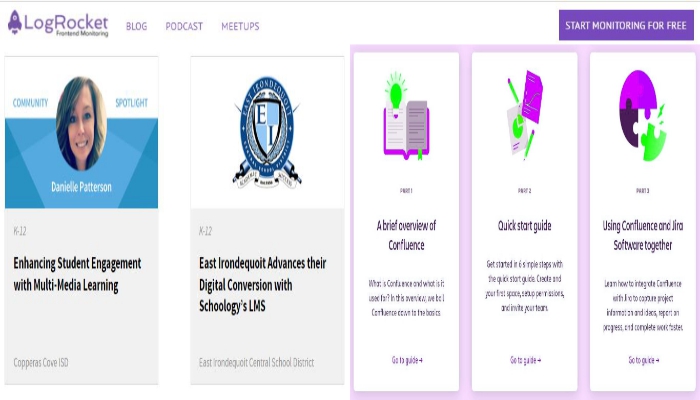 LogRocket
Frontend Monitoring
BLOG
PODCAST
MEETUPS
START MONITORING FOR FREE
COMMUNITY
SPOTLIGHT
Danielle Patterson
K-12
Enhancing Student Engagement
with Multi-Media Learning
Copperas Cove ISD
EAST IRONDEQUOIT
E I
K-12
East Irondequoit Advances their
Digital Conversion with
Schoology's LMS
East Irondequoit Central School District
PART 1
A brief overview of
Confluence
What is Confluence and what is it
used for? In this overview, we boil
Confluence down to the basics.
Go to guide →
PART 2
Quick start guide
Get started in 6 simple steps with
the quick start guide. Create and
your first space, setup permissions,
and invite your team.
Go to guide →
PART 3
Using Confluence and Jira
Software together
Learn how to integrate Confluence
with Jira to capture project
information and ideas, report on
progress, and complete work faster.
Go to guide →